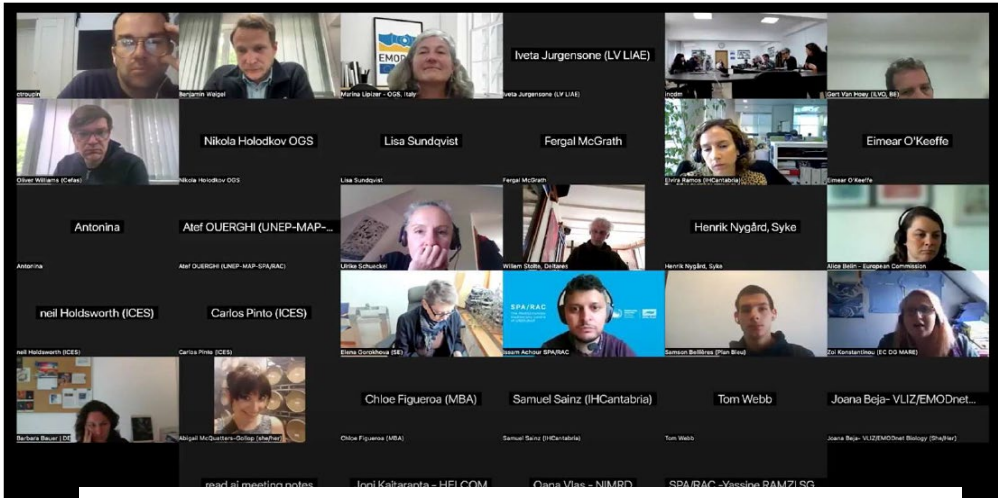 ctroupin
Benjamin Weigel
EMOD
Marina Lipizer - OGS, Italy
Iveta Jurgensone (LV LIAE)
Iveta Jurgensone (LV LIAE)
incdm
Gert Van Hoey (ILVO, BE)
Oliver Williams (Cefas)
Nikola Holodkov OGS
Nikola Holodkov OGS
Lisa Sundqvist
Lisa Sundqvist
Fergal McGrath
Fergal McGrath
Elvira Ramos (IHCantabria)
Eimear O'Keeffe
Eimear O'Keeffe
Antonina
Antonina
Atef OUERGHI (UNEP-MAP-...
Atef OUERGHI (UNEP-MAP-SPA/RAC)
Ulrike Schueckel
Willem Stolte, Deltares
Henrik Nygård, Syke
Henrik Nygård, Syke
Alice Belin - European Commission
neil Holdsworth (ICES)
neil Holdsworth (ICES)
Carlos Pinto (ICES)
Carlos Pinto (ICES)
Elena Gorokhova (SE)
SPA/RAC
Issam Achour SPA/RAC
Samson Bellières (Plan Bleu)
Zoi Konstantinou (EC DG MARE)
Barbara Bauer ( DE
Abigail McQuatters-Gollop (she/her)
Chloe Figueroa (MBA)
Chloe Figueroa (MBA)
Samuel Sainz (IHCantabria)
Samuel Sainz (IHCantabria)
Tom Webb
Tom Webb
Joana Beja- VLIZ/EMODnet...
Joana Beja- VLIZ/EMODnet Biology (She/Her)
read.ai meeting notes
Joni Kaitaranta - HELCOM
Oana Vlas - NIMRD
SPA/RAC -Yassine RAMZI SG